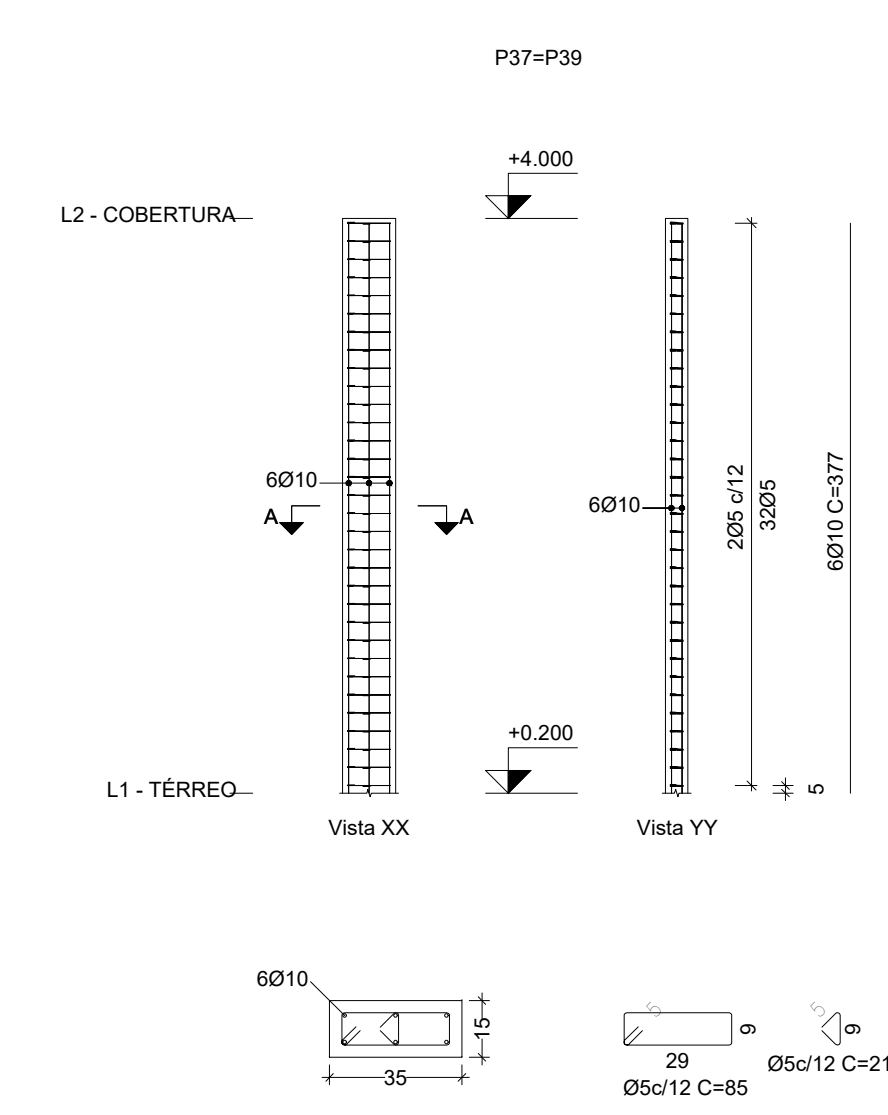 P37=P39
+4.000
L2 - COBERTURA
6Ø10
A
A
6Ø10
2Ø5 c/12
32Ø5
6Ø10 C=377
+0.200
L1 - TÉRREO
5
Vista XX
Vista YY
6Ø10
15
35
5
9
29
Ø5c/12 C=85
5
9
Ø5c/12 C=21